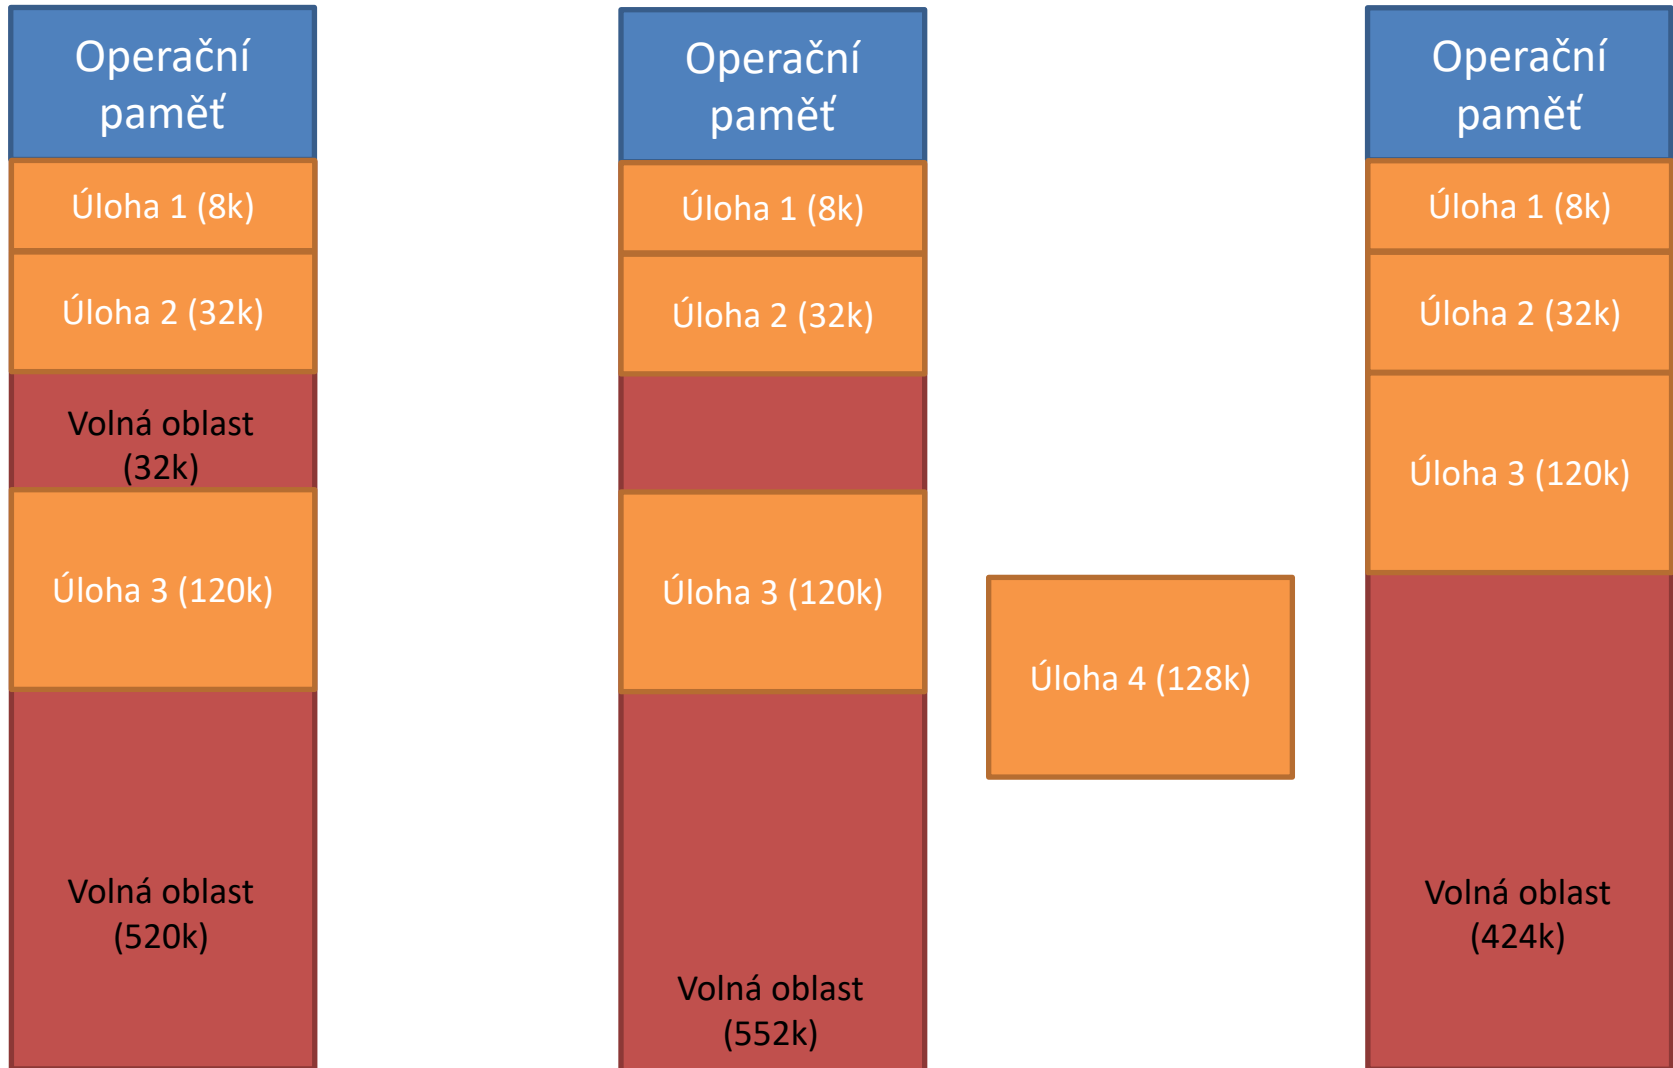 Operační
paměť
Úloha 1 (8k)
Úloha 2 (32k)
Volná oblast
(32k)
Úloha 3 (120k)
Volná oblast
(520k)
Operační
paměť
Úloha 1 (8k)
Úloha 2 (32k)
Úloha 3 (120k)
Volná oblast
(552k)
Úloha 4 (128k)
Operační
paměť
Úloha 1 (8k)
Úloha 2 (32k)
Úloha 3 (120k)
Volná oblast
(424k)